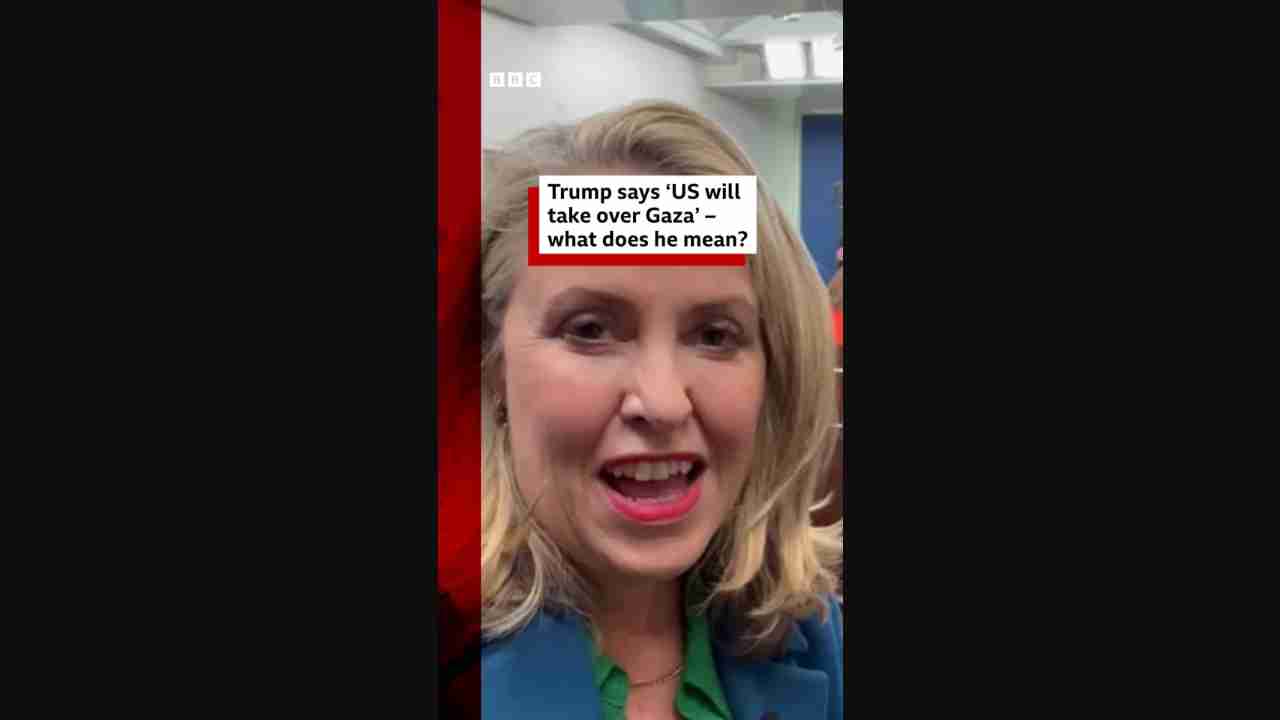 BBC
Trump says ‘US will
take over Gaza’ –
what does he mean?